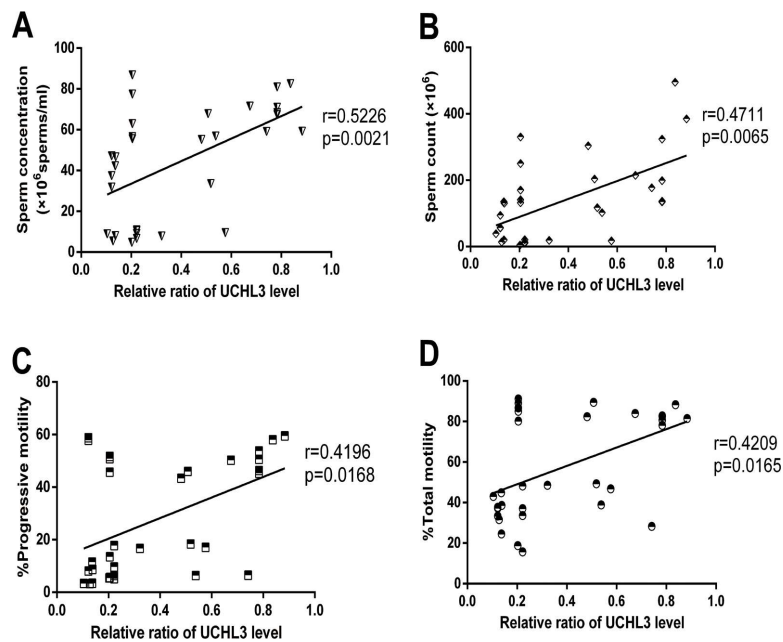 A
Sperm concentration
(×10⁶sperms/ml)
100
80
60
40
20
0
0.0 0.2 0.4 0.6 0.8 1.0
Relative ratio of UCHL3 level
r=0.5226
p=0.0021
B
Sperm count (×10⁶)
600
400
200
0
0.0 0.2 0.4 0.6 0.8 1.0
Relative ratio of UCHL3 level
r=0.4711
p=0.0065
C
%Progressive motility
80
60
40
20
0
0.0 0.2 0.4 0.6 0.8 1.0
Relative ratio of UCHL3 level
r=0.4196
p=0.0168
D
%Total motility
100
80
60
40
20
0
0.0 0.2 0.4 0.6 0.8 1.0
Relative ratio of UCHL3 level
r=0.4209
p=0.0165